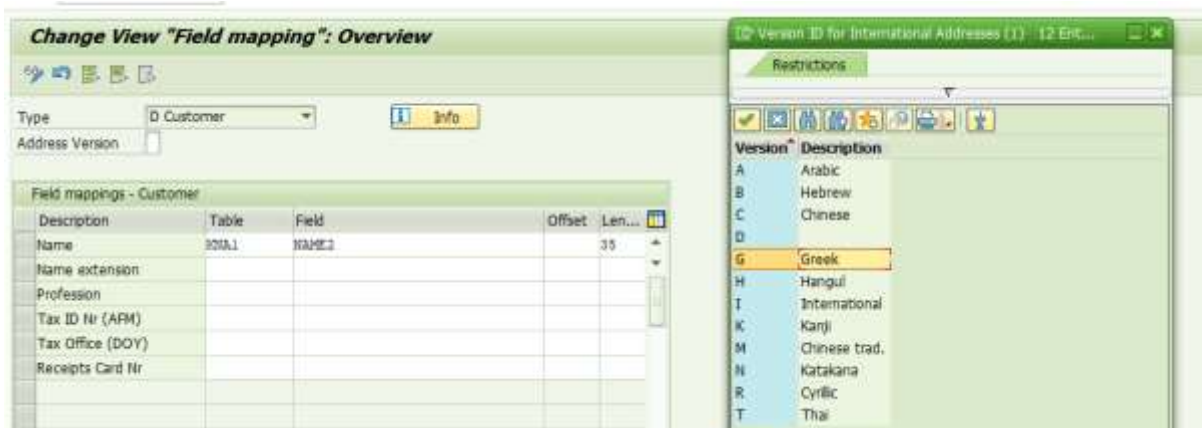 Change View "Field mapping": Overview
Type D Customer Info
Address Version
Field mappings - Customer
Description Table Field Offset Len...
Name KNA1 35
Name extension
Profession
Tax ID Nr (AFM)
Tax Office (DOY)
Receipts Card Nr
Version ID for International Addresses (1) 12 Ent...
Restrictions
Version Description
A Arabic
B Hebrew
C Chinese
D
G Greek
H Hangul
I International
K Kanji
M Chinese trad.
N Katakana
R Cyrillic
T Thai